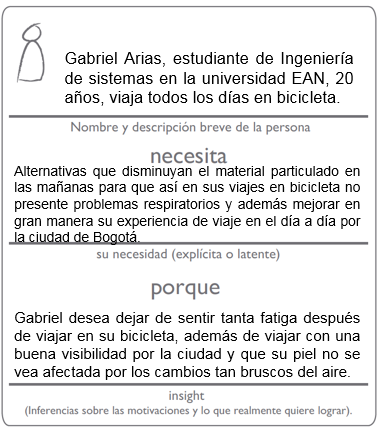 Gabriel Arias, estudiante de Ingeniería
de sistemas en la universidad EAN, 20
años, viaja todos los días en bicicleta.
Nombre y descripción breve de la persona
necesita
Alternativas que disminuyan el material particulado en
las mañanas para que así en sus viajes en bicicleta no
presente problemas respiratorios y además mejorar en
gran manera su experiencia de viaje en el día a día por
la ciudad de Bogotá.
su necesidad (explícita o latente)
porque
Gabriel desea dejar de sentir tanta fatiga después
de viajar en su bicicleta, además de viajar con una
buena visibilidad por la ciudad y que su piel no se
vea afectada por los cambios tan bruscos del aire.
insight
(Inferencias sobre las motivaciones y lo que realmente quiere lograr).